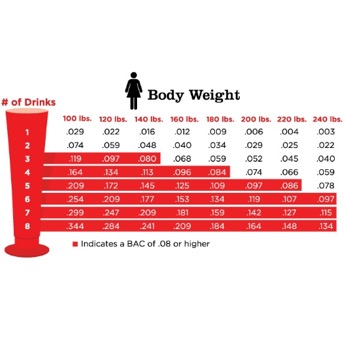 Body Weight
# of Drinks
100 lbs. 120 lbs. 140 lbs. 160 lbs. 180 lbs. 200 lbs. 220 lbs. 240 lbs.
1 .029 .022 .016 .012 .009 .006 .004 .003
2 .074 .059 .048 .040 .034 .029 .025 .022
3 .119 .097 .080 .068 .059 .052 .045 .040
4 .164 .134 .113 .096 .084 .074 .066 .059
5 .209 .172 .145 .125 .109 .097 .086 .078
6 .254 .209 .177 .153 .134 .119 .107 .097
7 .299 .247 .209 .181 .159 .142 .127 .115
8 .344 .284 .241 .209 .184 .164 .148 .134
Indicates a BAC of .08 or higher